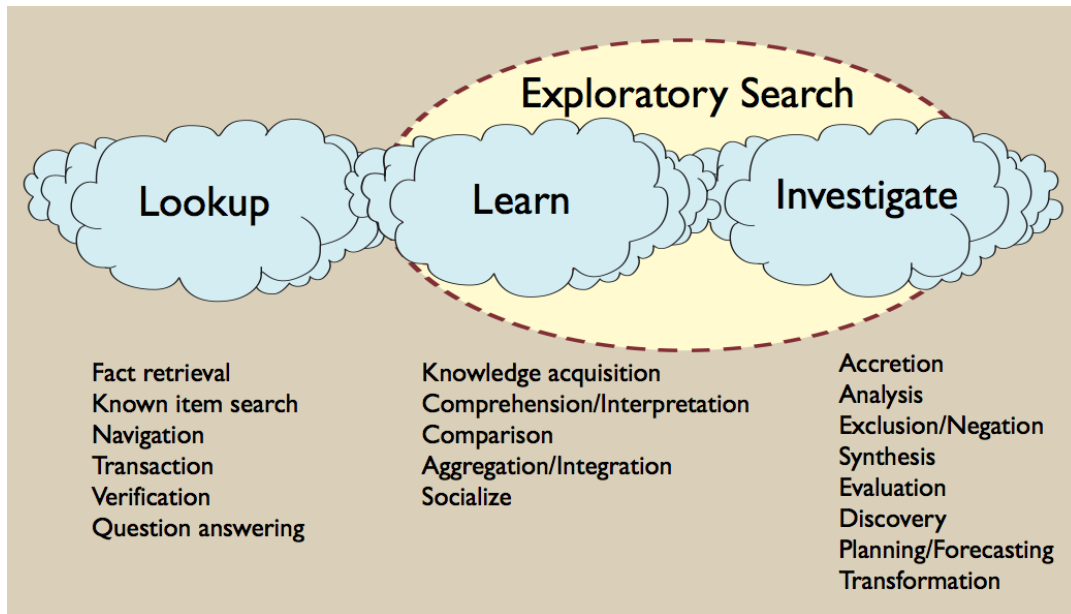 Exploratory Search
Lookup
Learn
Investigate
Fact retrieval
Known item search
Navigation
Transaction
Verification
Question answering
Knowledge acquisition
Comprehension/Interpretation
Comparison
Aggregation/Integration
Socialize
Accretion
Analysis
Exclusion/Negation
Synthesis
Evaluation
Discovery
Planning/Forecasting
Transformation